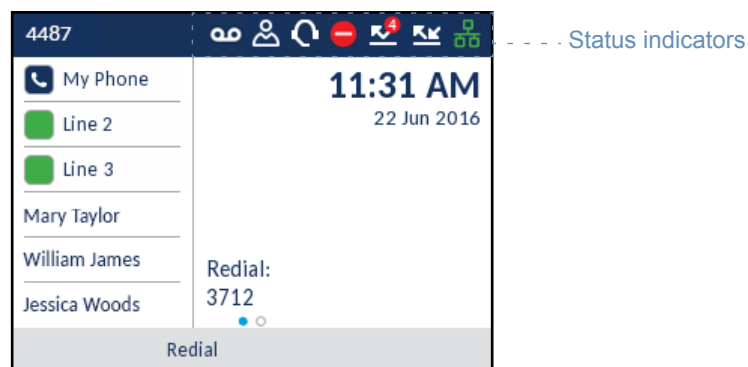 4487
4
Status indicators
My Phone
11:31 AM
Line 2
22 Jun 2016
Line 3
Mary Taylor
William James
Redial:
Jessica Woods
3712
Redial